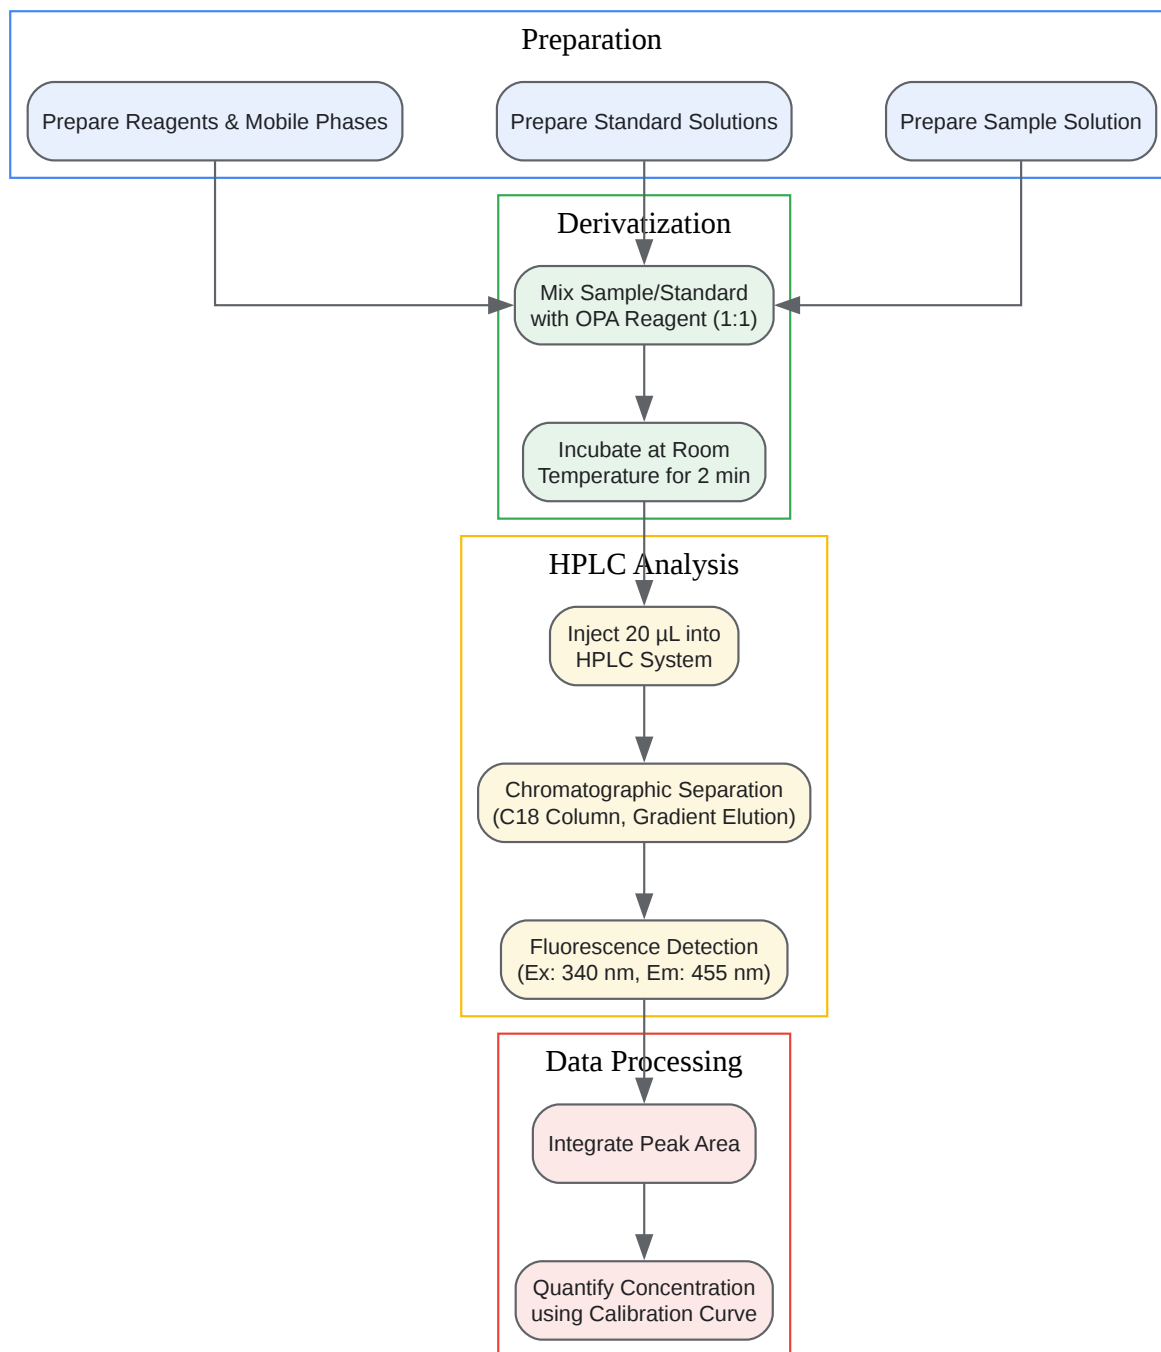 Preparation
Prepare Reagents & Mobile Phases
Prepare Standard Solutions
Prepare Sample Solution
Derivatization
Mix Sample/Standard
with OPA Reagent (1:1)
Incubate at Room
Temperature for 2 min
HPLC Analysis
Inject 20 µL into
HPLC System
Chromatographic Separation
(C18 Column, Gradient Elution)
Fluorescence Detection
(Ex: 340 nm, Em: 455 nm)
Data Processing
Integrate Peak Area
Quantify Concentration
using Calibration Curve